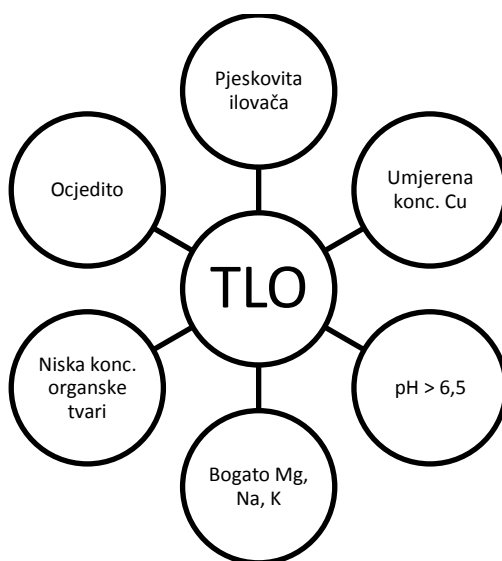 Pjeskovita
ilovača
Ocjedito
Umjerena
konc. Cu
TLO
Niska konc.
organske
tvari
pH > 6,5
Bogato Mg,
Na, K